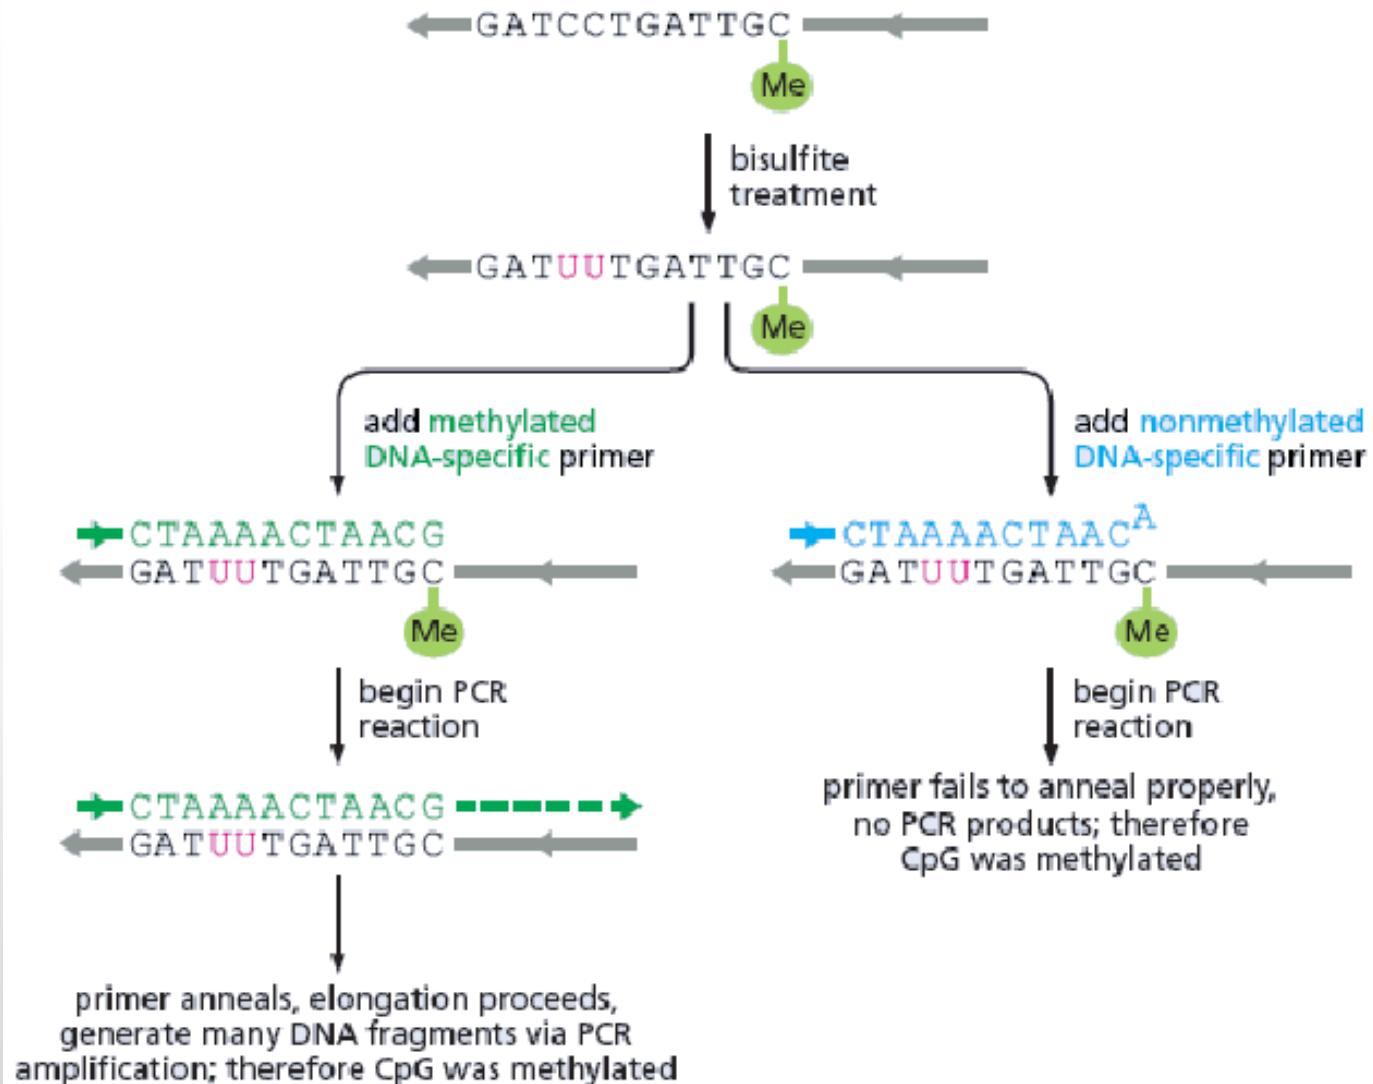 GATCCTGATTGC
Me
bisulfite
treatment
GATUUTGATTGC
Me
add methylated
DNA-specific primer
CTAAAACTAACG
GATUUTGATTGC
Me
begin PCR
reaction
CTAAAACTAACG
GATUUTGATTGC
primer anneals, elongation proceeds,
generate many DNA fragments via PCR
amplification; therefore CpG was methylated
add nonmethylated
DNA-specific primer
CTAAAACTAACA
GATUUTGATTGC
Me
begin PCR
reaction
primer fails to anneal properly,
no PCR products; therefore
CpG was methylated